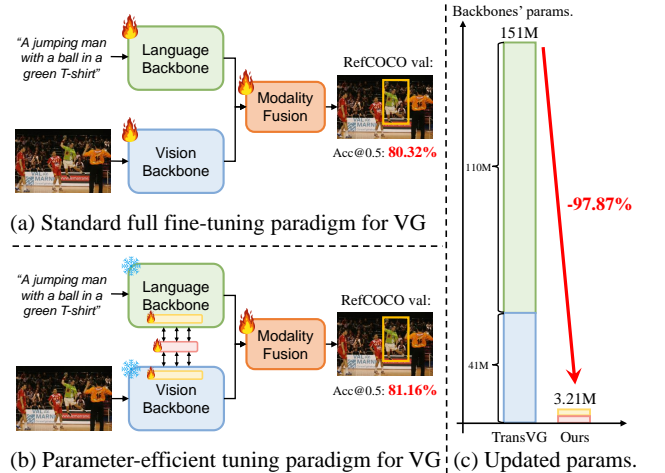 “A jumping man
with a ball in a
green T-shirt”
Language
Backbone
Vision
Backbone
Modality
Fusion
RefCOCO val:
Acc@0.5: 80.32%
(a) Standard full fine-tuning paradigm for VG
“A jumping man
with a ball in a
green T-shirt”
Language
Backbone
Vision
Backbone
Modality
Fusion
RefCOCO val:
Acc@0.5: 81.16%
(b) Parameter-efficient tuning paradigm for VG
Backbones’ params.
151M
110M
-97.87%
41M
3.21M
TransVG
Ours
(c) Updated params.